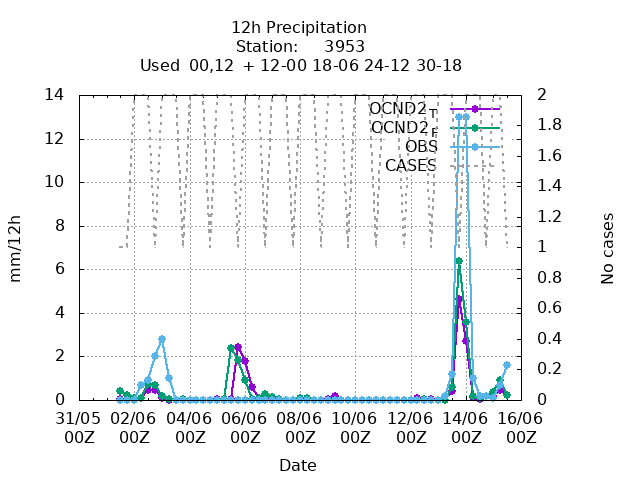 12h Precipitation
Station: 3953
Used 00,12 + 12-00 18-06 24-12 30-18
14 2
OCND2_T
1.8
12 OCND2_F
OBS 1.6
10 CASES 1.4
8 1.2
mm/12h 1 No cases
6 0.8
0.6
4
0.4
2 0.2
0 0
31/05 02/06 04/06 06/06 08/06 10/06 12/06 14/06 16/06
00Z 00Z 00Z 00Z 00Z 00Z 00Z 00Z 00Z
Date